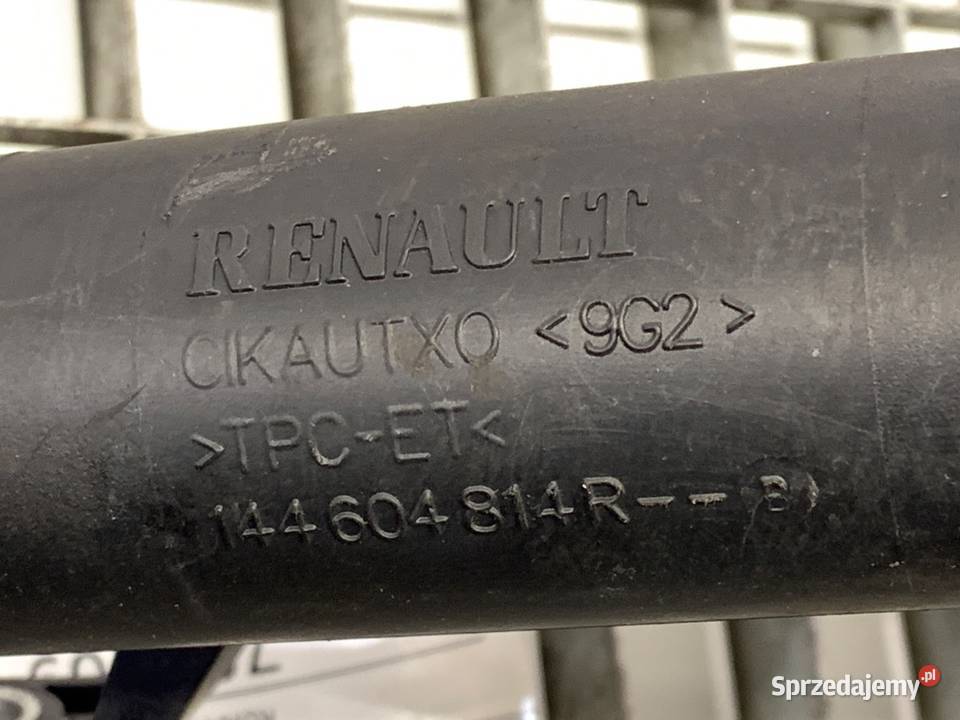 RENAULT
CIKAUTXO <9G2>
>TPC-ET<
144604814R--B
Sprzedajemy.pl